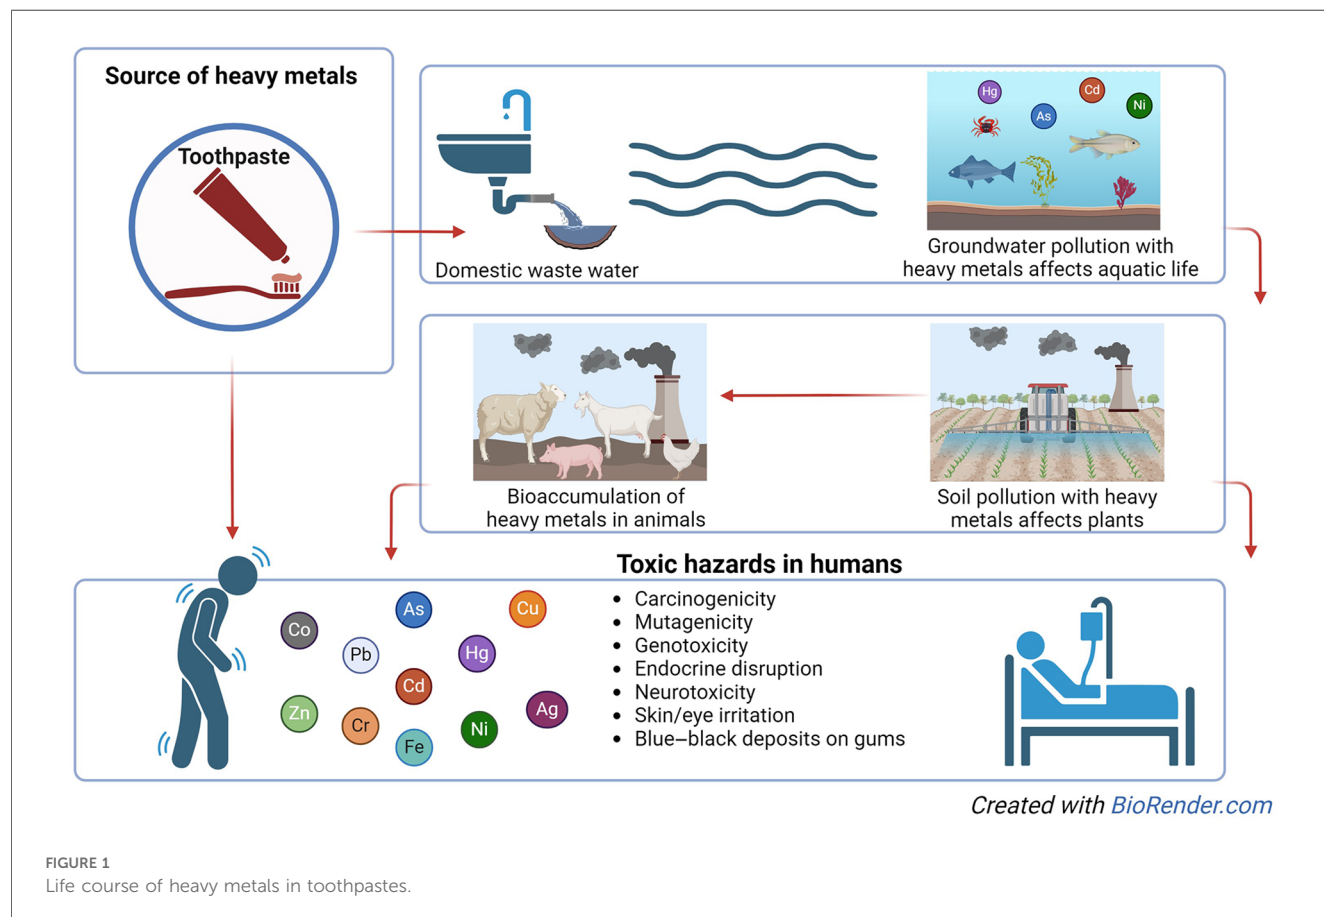 Source of heavy metals
Toothpaste
Domestic waste water
Hg
Cd
As
Ni
Groundwater pollution with
heavy metals affects aquatic life
Bioaccumulation of
heavy metals in animals
Soil pollution with heavy
metals affects plants
Toxic hazards in humans
Co
Pb
As
Cu
Hg
Cd
Zn
Cr
Fe
Ni
Ag
• Carcinogenicity
• Mutagenicity
• Genotoxicity
• Endocrine disruption
• Neurotoxicity
• Skin/eye irritation
• Blue–black deposits on gums
Created with BioRender.com
FIGURE 1
Life course of heavy metals in toothpastes.